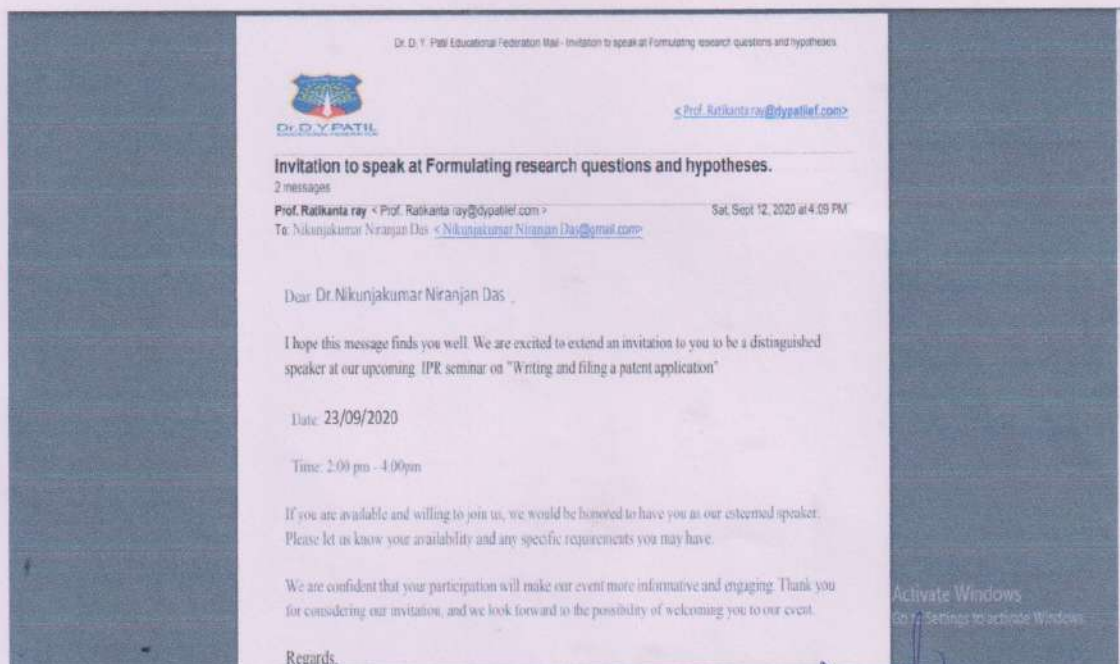 Dr. D. Y. Patil Educational Federation Mail - Invitation to speak at Formulating research questions and hypotheses.
Dr. D.Y. PATIL
EDUCATIONAL FEDERATION
< Prof. Ratikanta ray@dypatilef.com>
Invitation to speak at Formulating research questions and hypotheses.
2 messages
Prof. Ratikanta ray < Prof. Ratikanta ray@dypatilef.com >
Sat, Sept 12, 2020 at 4:09 PM
To: Nikunjakumar Niranjan Das < Nikunjakumar Niranjan Das@gmail.com>
Dear Dr. Nikunjakumar Niranjan Das ,
I hope this message finds you well. We are excited to extend an invitation to you to be a distinguished
speaker at our upcoming IPR seminar on "Writing and filing a patent application"
Date: 23/09/2020
Time: 2:00 pm - 4:00pm
If you are available and willing to join us, we would be honored to have you as our esteemed speaker.
Please let us know your availability and any specific requirements you may have.
We are confident that your participation will make our event more informative and engaging. Thank you
for considering our invitation, and we look forward to the possibility of welcoming you to our event.
Regards,
Activate Windows
Go to Settings to activate Windows